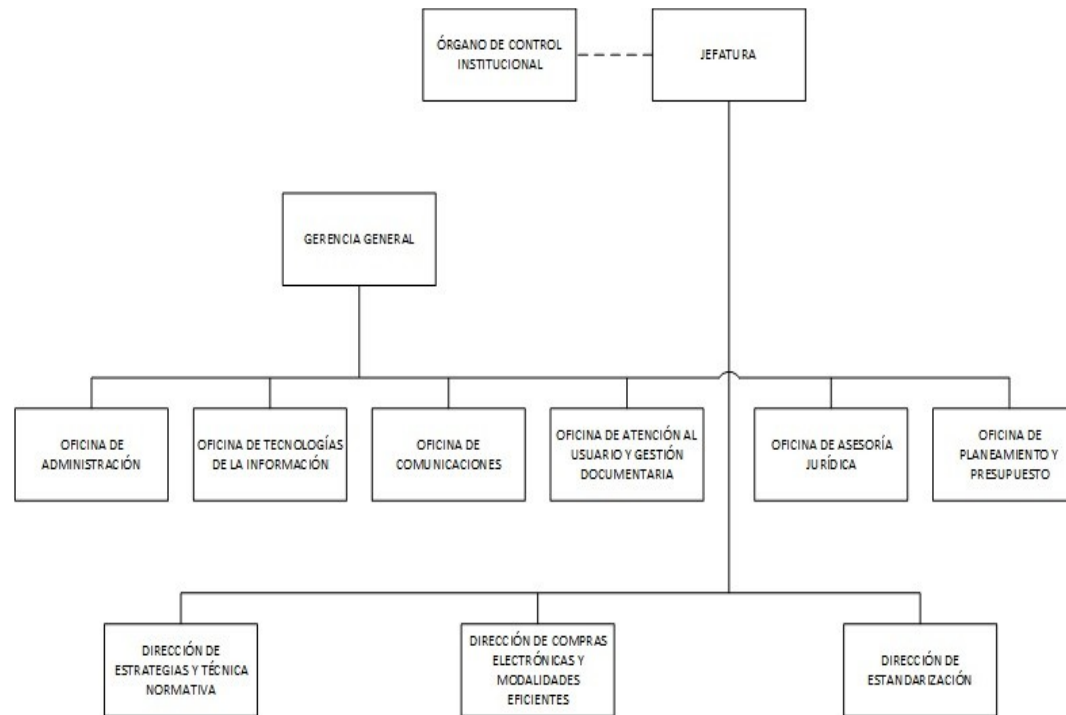 ÓRGANO DE CONTROL
INSTITUCIONAL
JEFATURA
GERENCIA GENERAL
OFICINA DE
ADMINISTRACIÓN
OFICINA DE TECNOLOGÍAS
DE LA INFORMACIÓN
OFICINA DE
COMUNICACIONES
OFICINA DE ATENCIÓN AL
USUARIO Y GESTIÓN
DOCUMENTARIA
OFICINA DE ASESORÍA
JURÍDICA
OFICINA DE
PLANEAMIENTO Y
PRESUPUESTO
DIRECCIÓN DE
ESTRATEGIAS Y TÉCNICA
NORMATIVA
DIRECCIÓN DE COMPRAS
ELECTRÓNICAS Y
MODALIDADES
EFICIENTES
DIRECCIÓN DE
ESTANDARIZACIÓN